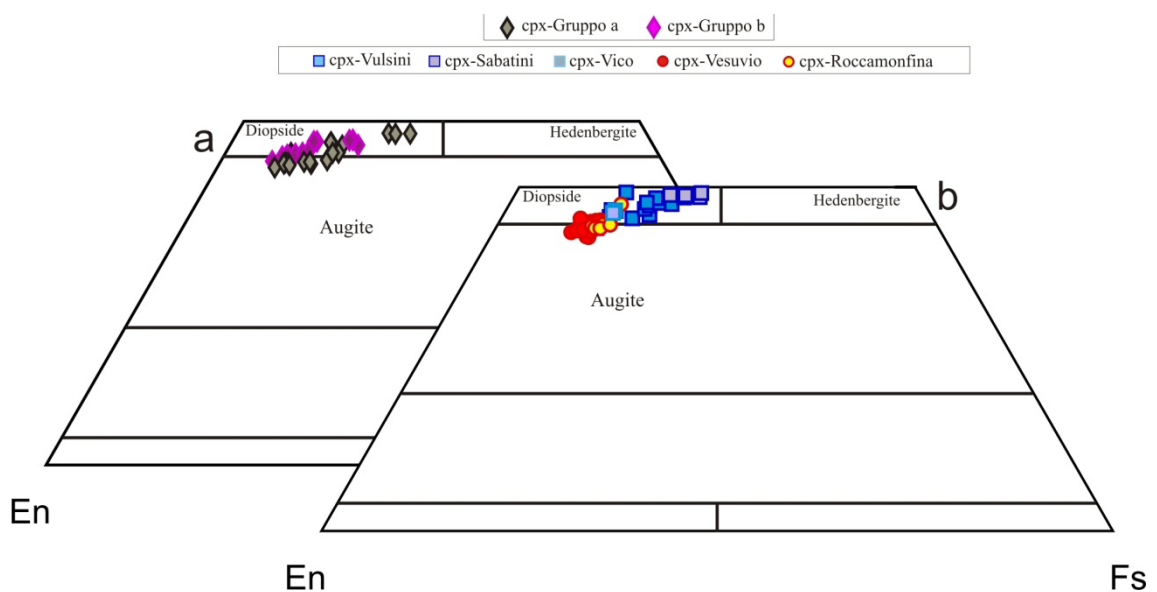 cpx-Gruppo a cpx-Gruppo b
cpx-Vulsini cpx-Sabatini cpx-Vico cpx-Vesuvio cpx-Roccamonfina
a
Diopside Hedenbergite
Augite
b
Diopside Hedenbergite
Augite
En
En Fs